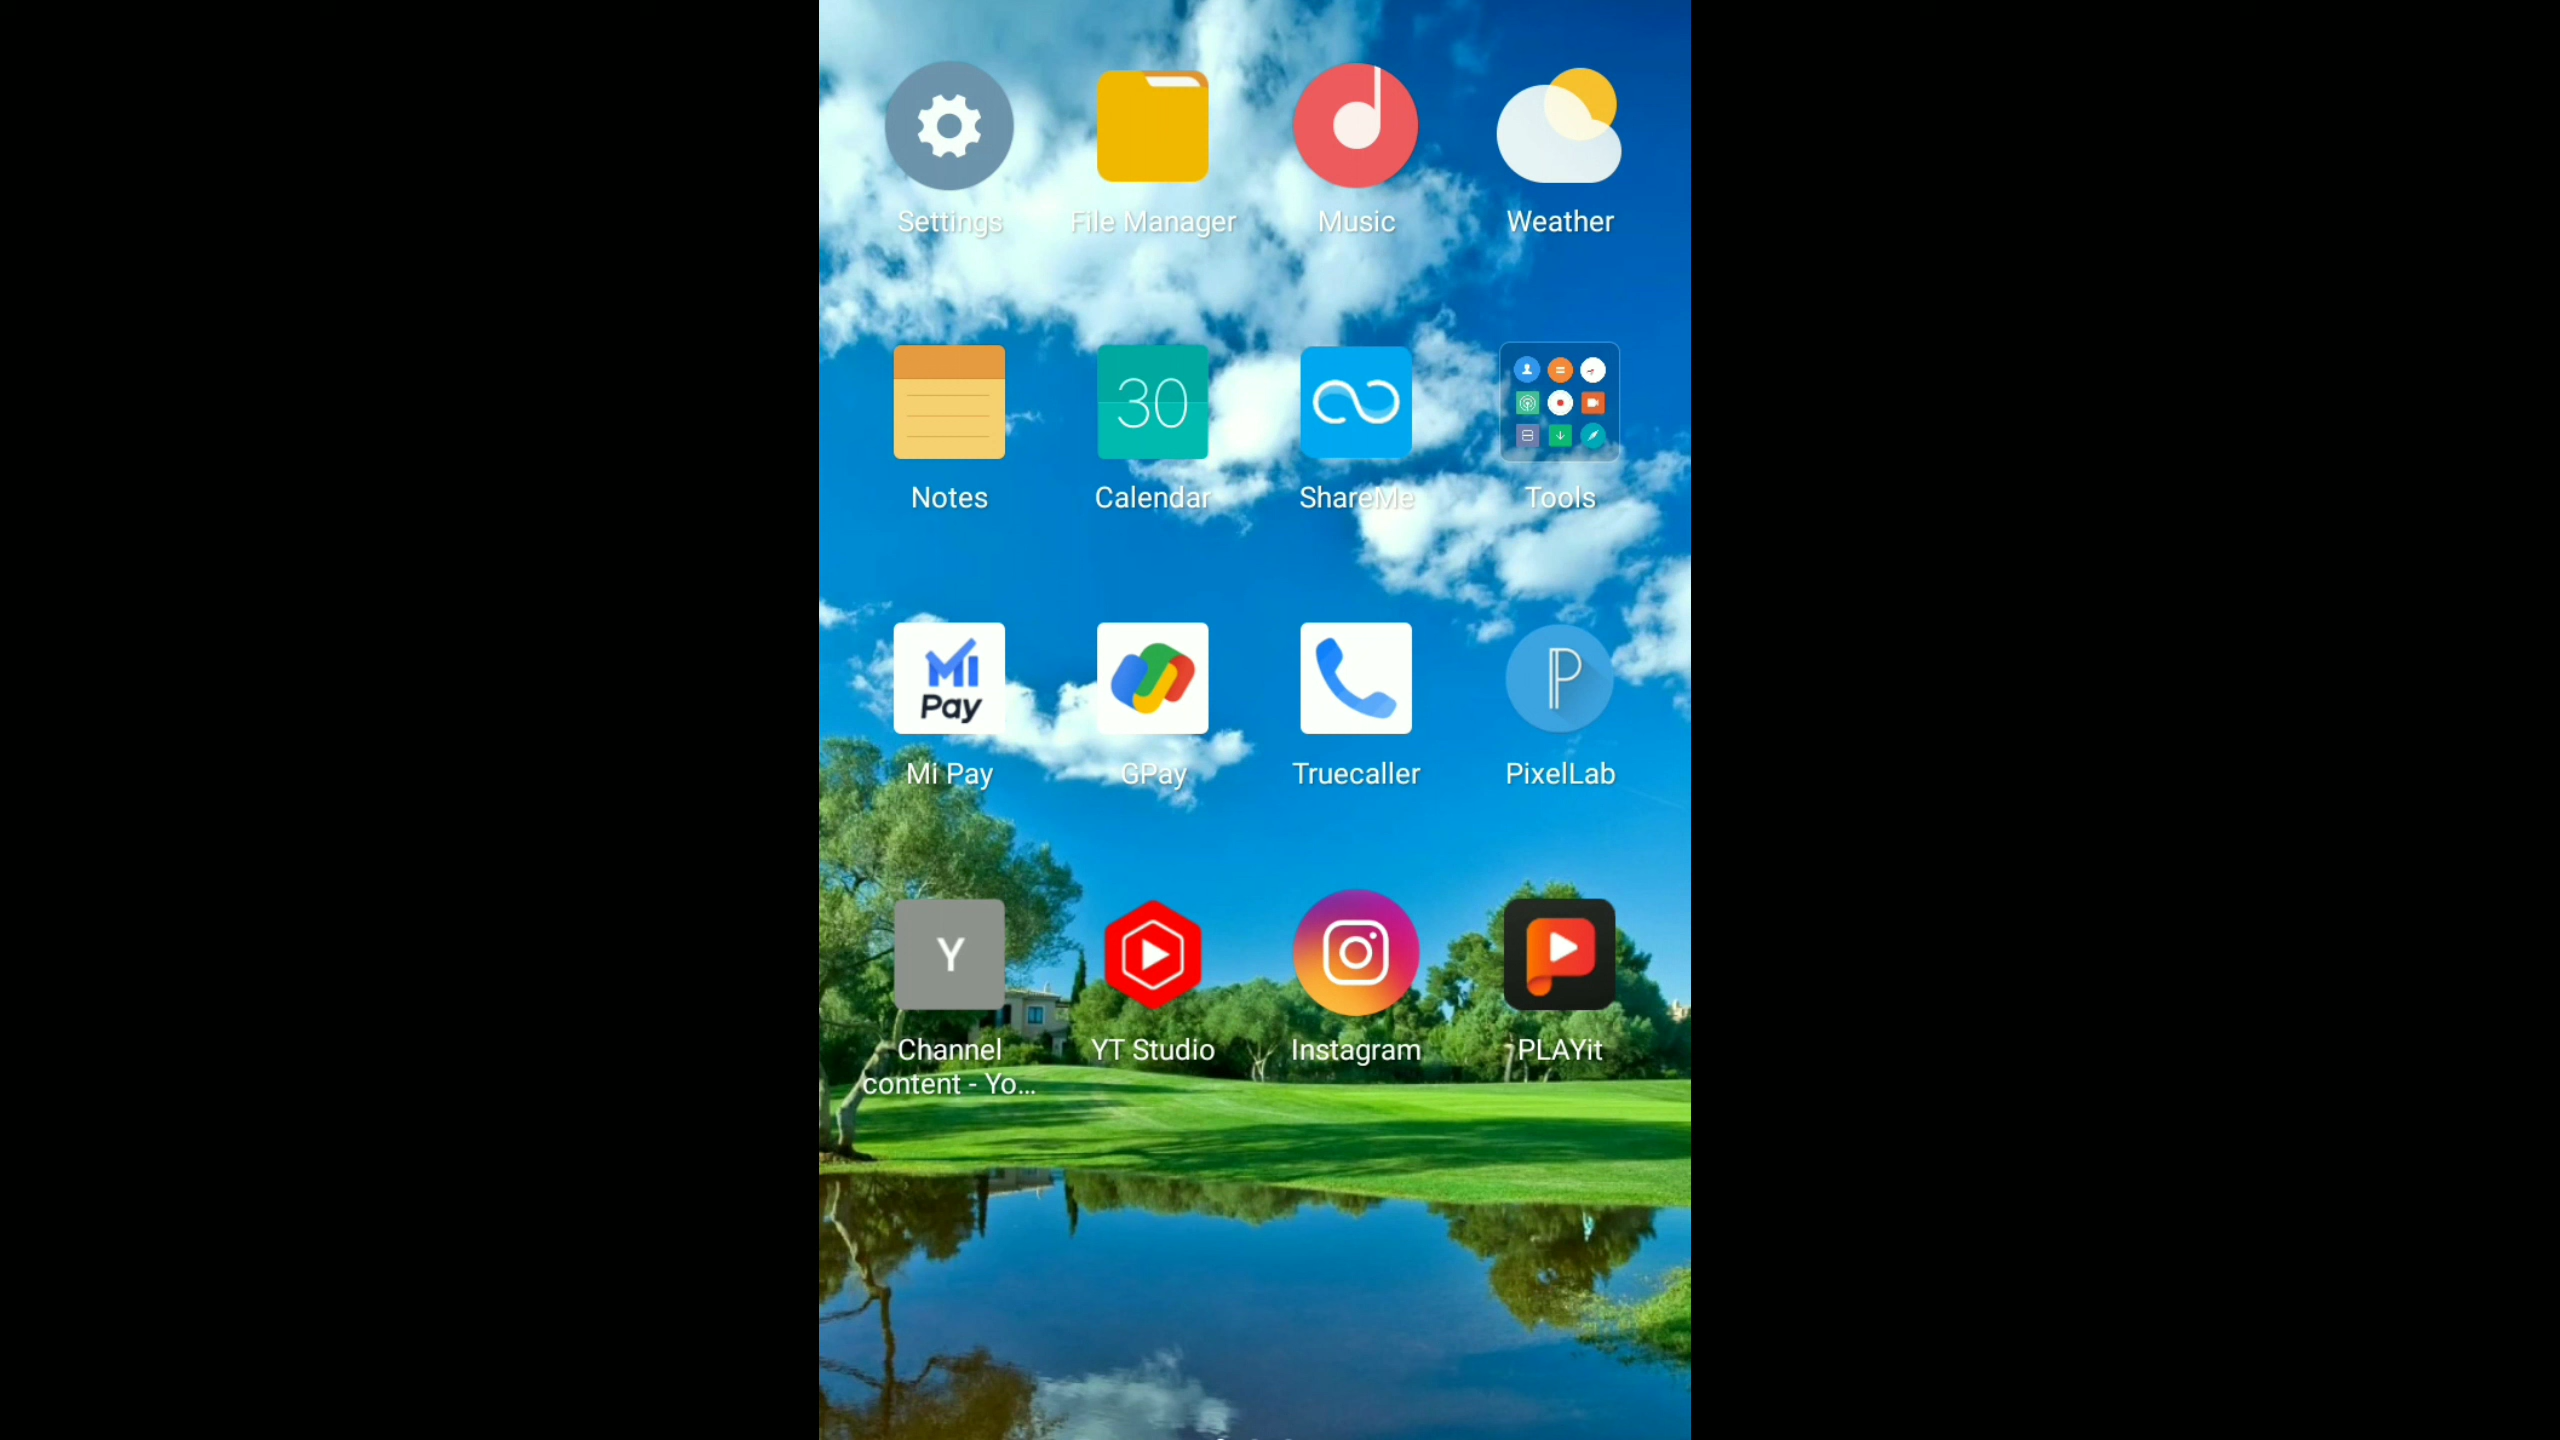 Settings
File Manager
Music
Weather
30
Notes
Calendar
ShareMe
Tools
MI
Pay
P
Mi Pay
GPay
Truecaller
PixelLab
Y
Channel
content - Yo...
YT Studio
Instagram
PLAYit